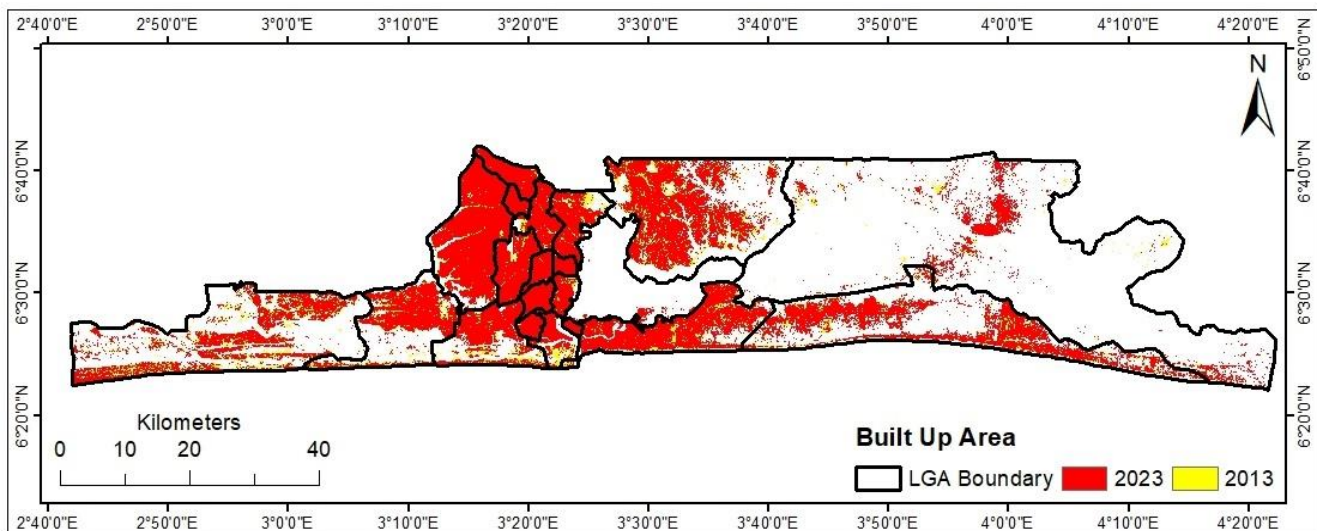 2°40'0"E 2°50'0"E 3°0'0"E 3°10'0"E 3°20'0"E 3°30'0"E 3°40'0"E 3°50'0"E 4°0'0"E 4°10'0"E 4°20'0"E
6°50'0"N
N
6°40'0"N 6°40'0"N
6°30'0"N 6°30'0"N
6°20'0"N 6°20'0"N
Kilometers
0 10 20 40
Built Up Area
LGA Boundary 2023 2013
2°40'0"E 2°50'0"E 3°0'0"E 3°10'0"E 3°20'0"E 3°30'0"E 3°40'0"E 3°50'0"E 4°0'0"E 4°10'0"E 4°20'0"E